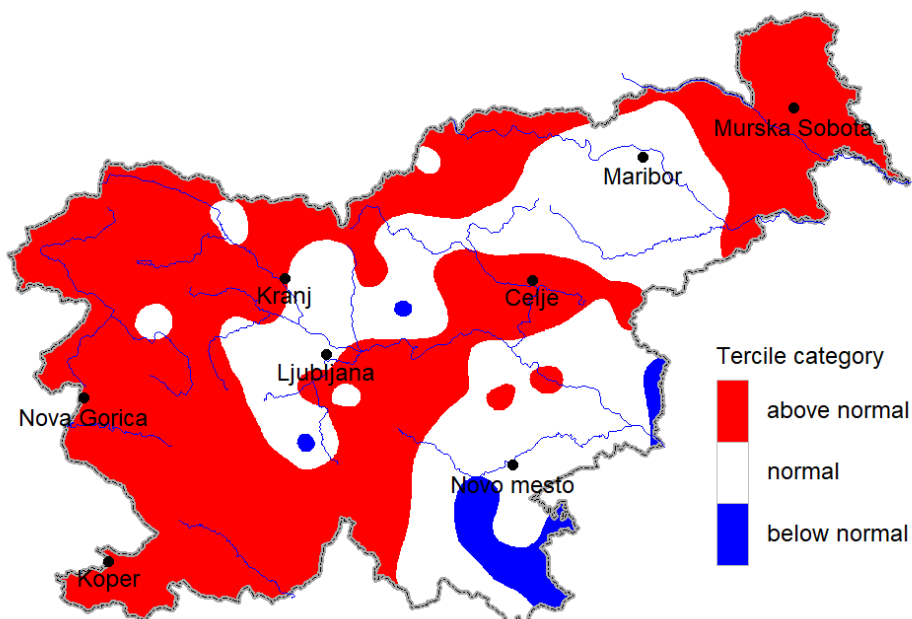 Murska Sobota
Maribor
Kranj
Celje
Ljubljana
Nova Gorica
Novo mesto
Koper
Tercile category
above normal
normal
below normal